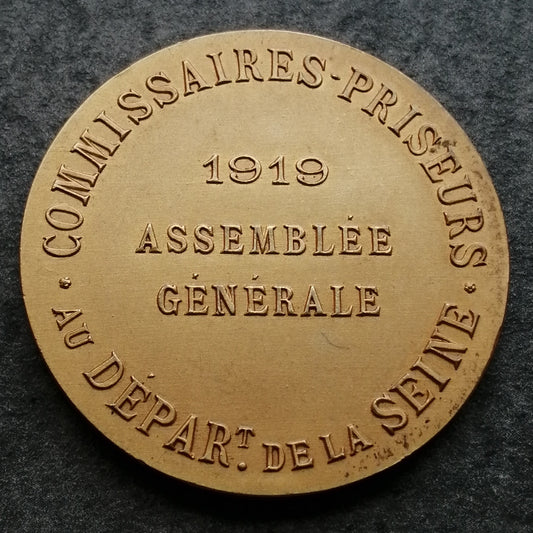 COMMISSAIRES-PRISEURS
AU DÉPART. DE LA SEINE
1919
ASSEMBLÉE
GÉNÉRALE